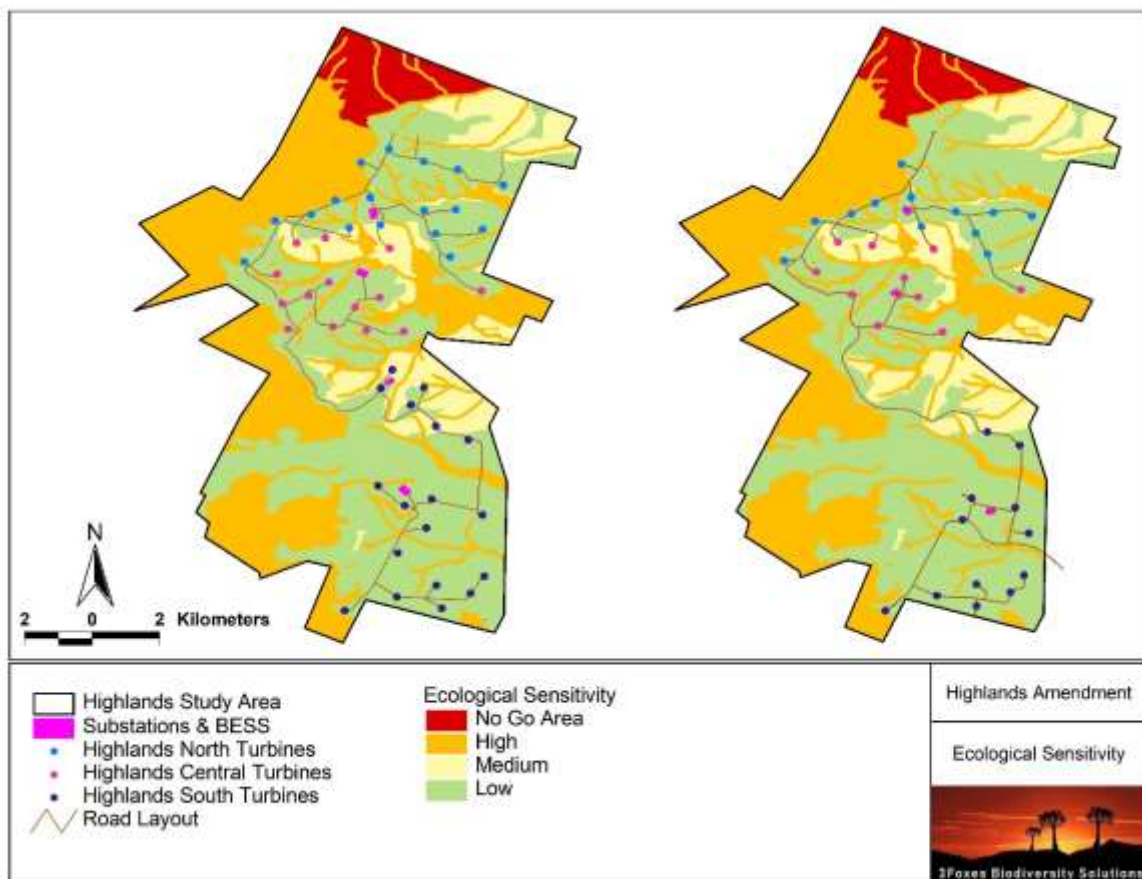 N
2 0 2 Kilometers
Highlands Study Area
Substations & BESS
Highlands North Turbines
Highlands Central Turbines
Highlands South Turbines
Road Layout
Ecological Sensitivity
No Go Area
High
Medium
Low
Highlands Amendment
Ecological Sensitivity
3Foxes Biodiversity Solutions